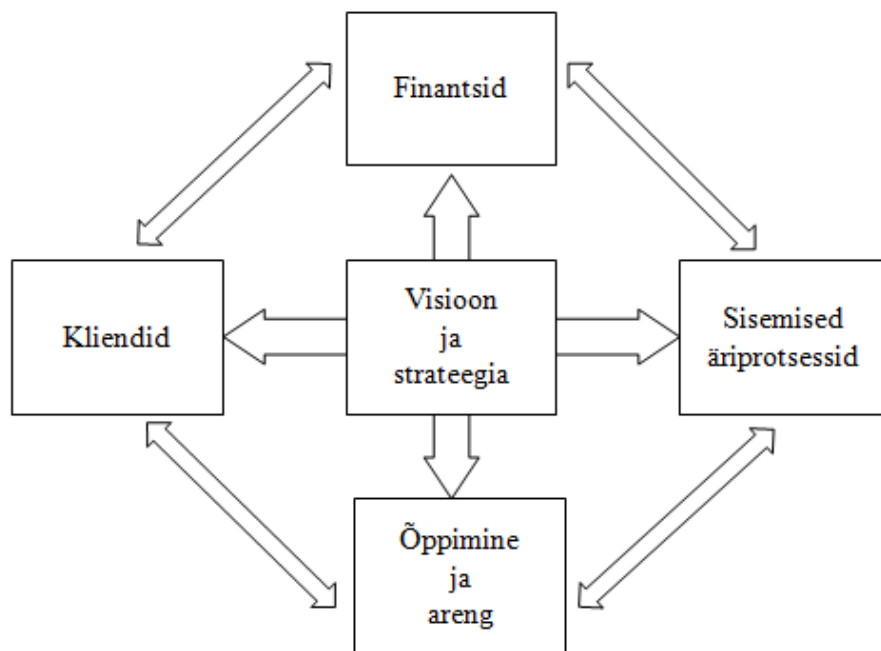 Finantsid
Kliendid
Visioon
ja
strateegia
Sisemised
äriprotsessid
Õppimine
ja
areng